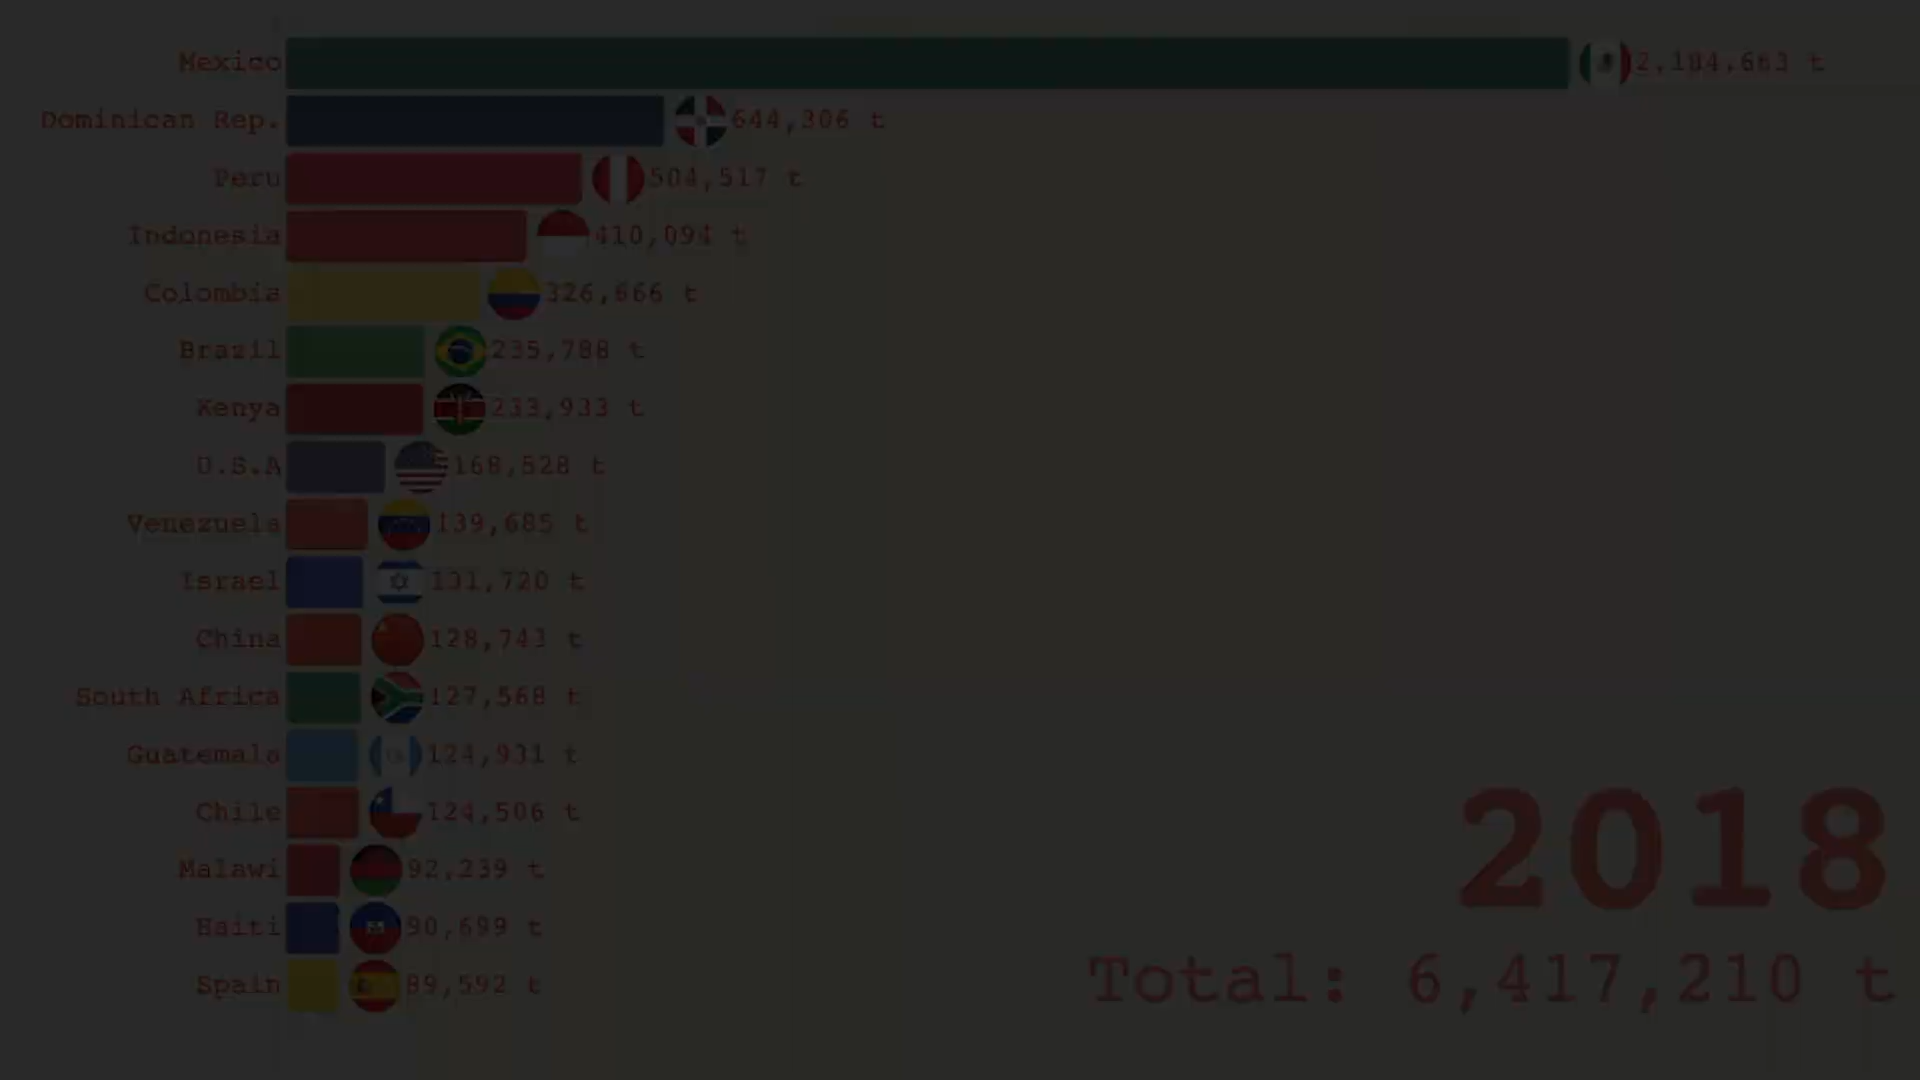 Mexico 2,184,663 t
Dominican Rep. 644,306 t
Peru 504,517 t
Indonesia 410,094 t
Colombia 326,666 t
Brazil 235,788 t
Kenya 233,933 t
U.S.A 168,528 t
Venezuela 139,685 t
Israel 131,720 t
China 128,743 t
South Africa 127,568 t
Guatemala 124,931 t
Chile 124,506 t
Malawi 92,239 t
Haiti 90,699 t
Spain 89,592 t
2018
Total: 6,417,210 t